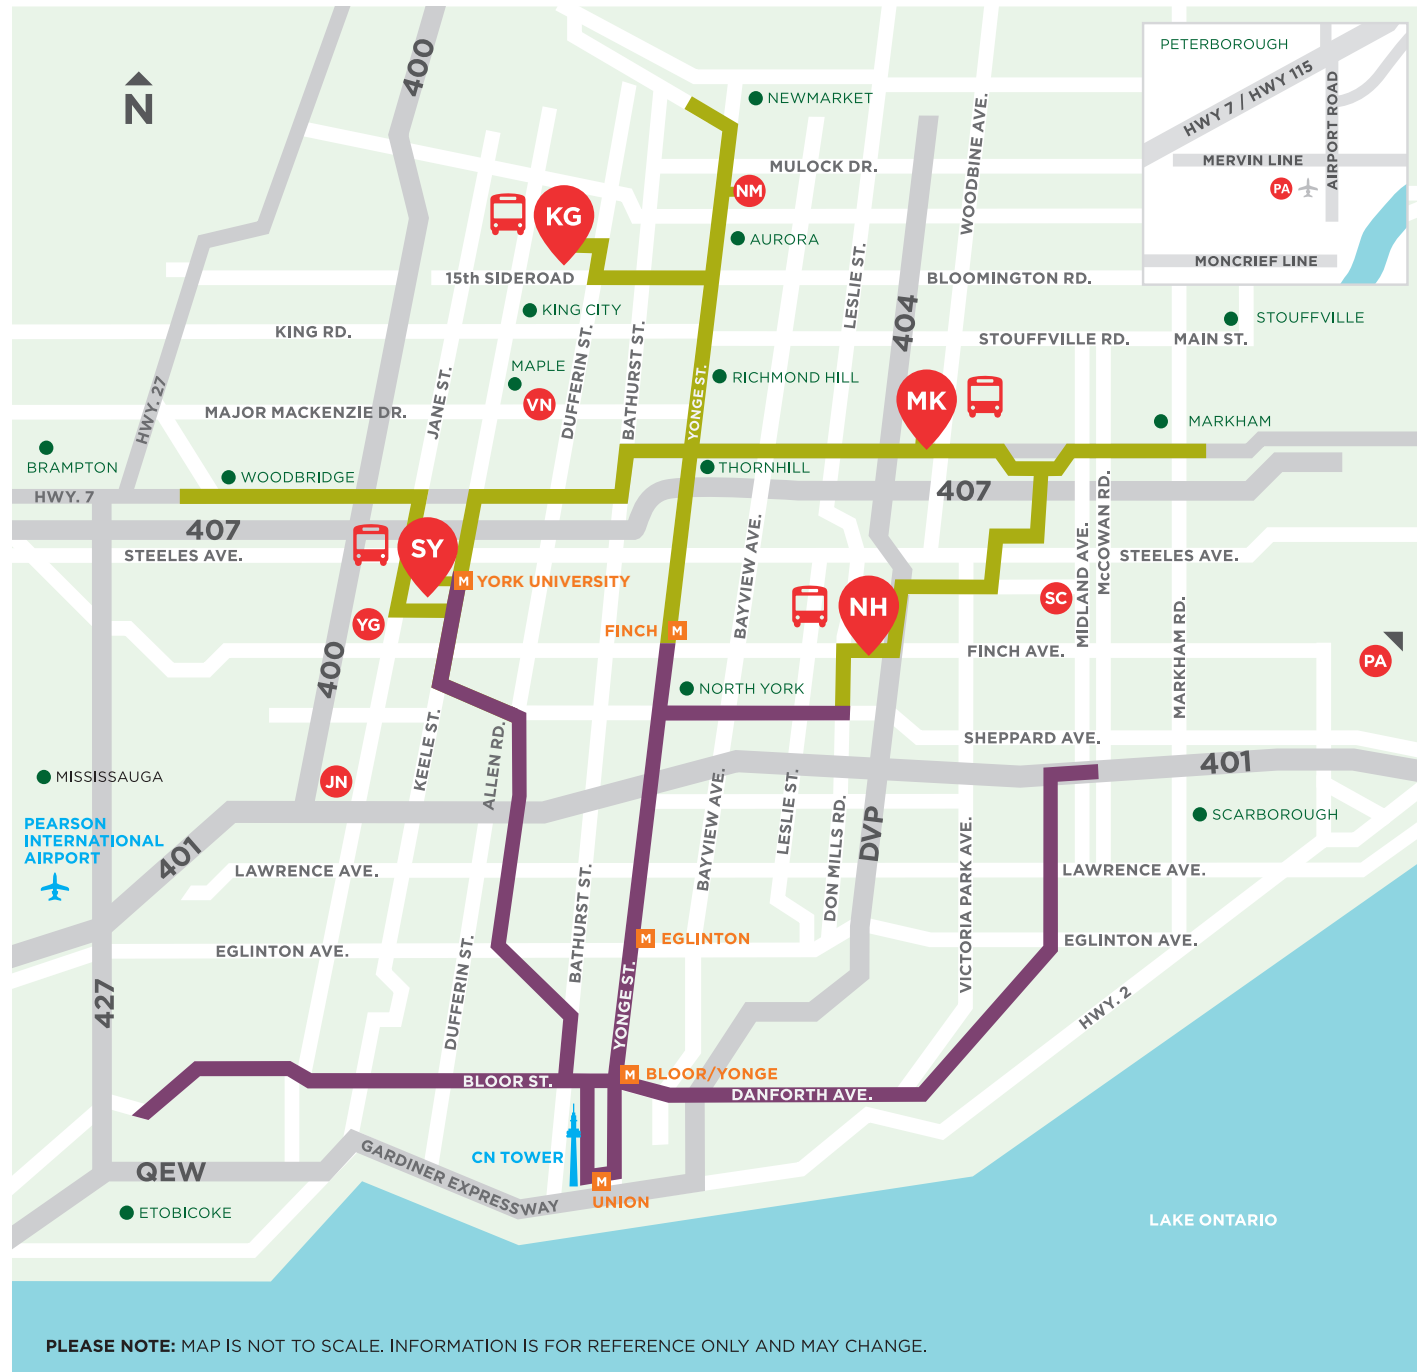 400
N
NEWMARKET
MULOCK DR.
WOODBINE AVE.
PETERBOROUGH
HWY 7 / HWY 115
AIRPORT ROAD
MERVIN LINE
PA
MONCRIEF LINE
KG
NM
AURORA
LESLIE ST.
15th SIDEROAD
BLOOMINGTON RD.
KING CITY
404
STOUFFVILLE
KING RD.
DUFFERIN ST.
BATHURST ST.
STOUFFVILLE RD.
MAIN ST.
MAPLE
JANE ST.
RICHMOND HILL
HWY. 27
VN
YONGE ST.
MK
MAJOR MACKENZIE DR.
MARKHAM
BRAMPTON
WOODBRIDGE
THORNHILL
HWY. 7
407
407
McCOWAN RD.
MIDLAND AVE.
STEELES AVE.
SY
BAYVIEW AVE.
STEELES AVE.
YORK UNIVERSITY
M
NH
SC
YG
FINCH
M
FINCH AVE.
MARKHAM RD.
PA
400
NORTH YORK
KEELE ST.
ALLEN RD.
SHEPPARD AVE.
401
MISSISSAUGA
JN
BAYVIEW AVE.
LESLIE ST.
DON MILLS RD.
DVP
SCARBOROUGH
PEARSON
INTERNATIONAL
AIRPORT
401
LAWRENCE AVE.
VICTORIA PARK AVE.
LAWRENCE AVE.
BATHURST ST.
EGLINTON AVE.
DUFFERIN ST.
M
EGLINTON
EGLINTON AVE.
427
YONGE ST.
HWY. 2
BLOOR ST.
M
BLOOR/YONGE
DANFORTH AVE.
CN TOWER
GARDINER EXPRESSWAY
QEW
M
UNION
ETOBICOKE
LAKE ONTARIO
PLEASE NOTE: MAP IS NOT TO SCALE. INFORMATION IS FOR REFERENCE ONLY AND MAY CHANGE.